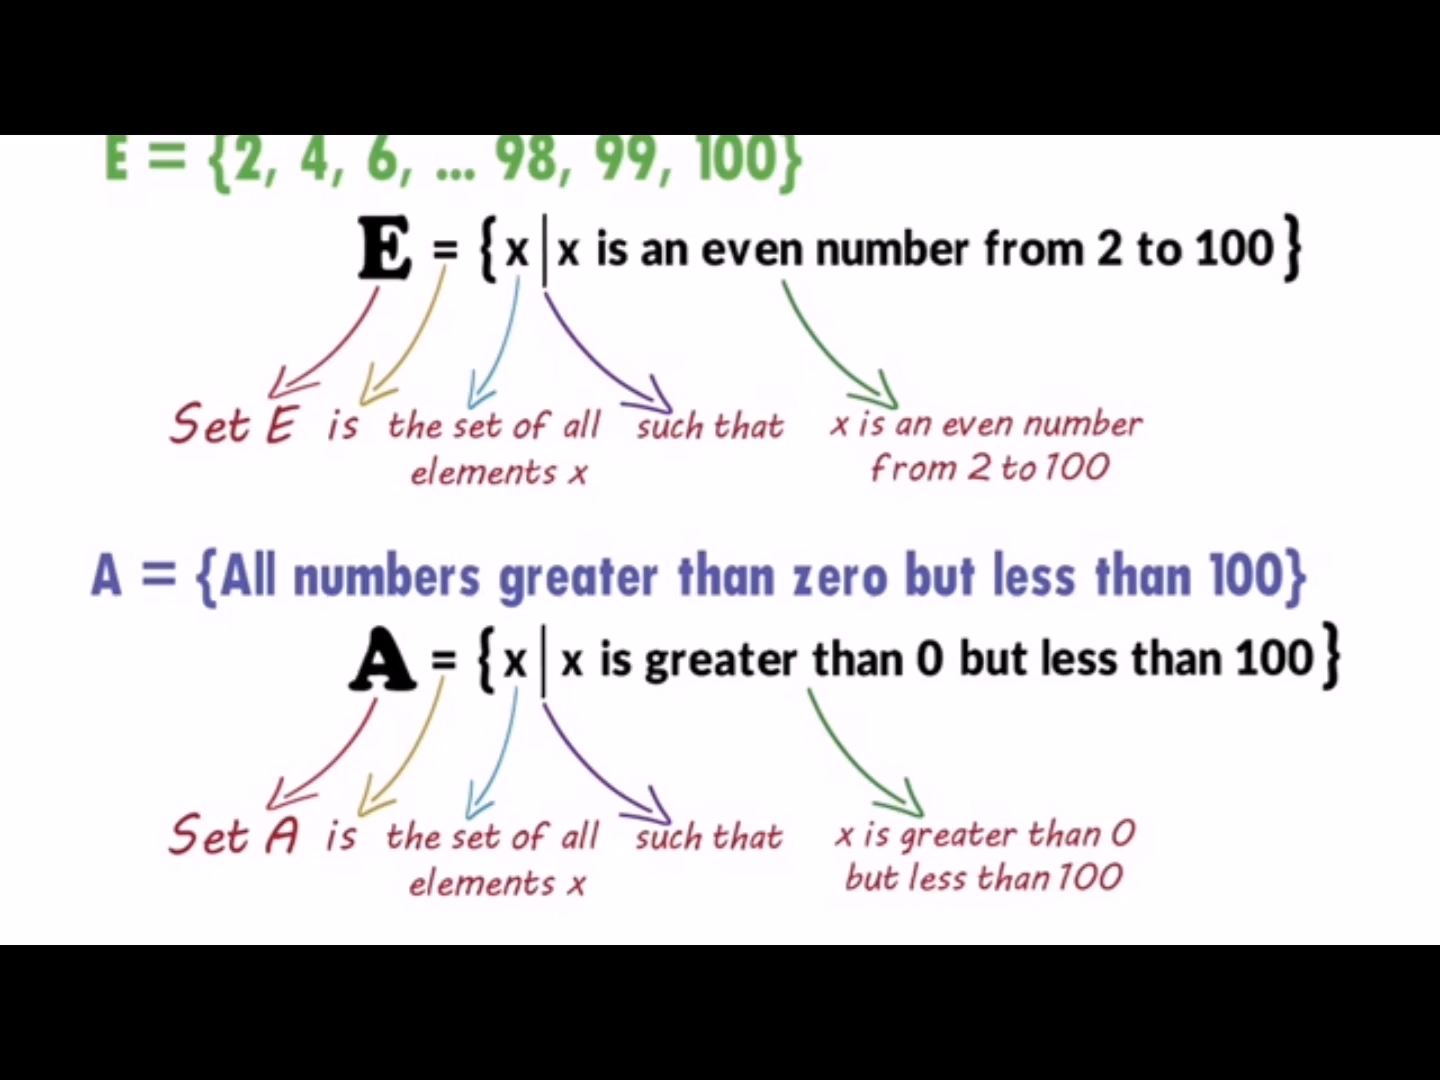 E = {2, 4, 6, ... 98, 99, 100}
E = {x | x is an even number from 2 to 100}
Set E is the set of all elements x such that x is an even number from 2 to 100
A = {All numbers greater than zero but less than 100}
A = {x | x is greater than 0 but less than 100}
Set A is the set of all elements x such that x is greater than 0 but less than 100